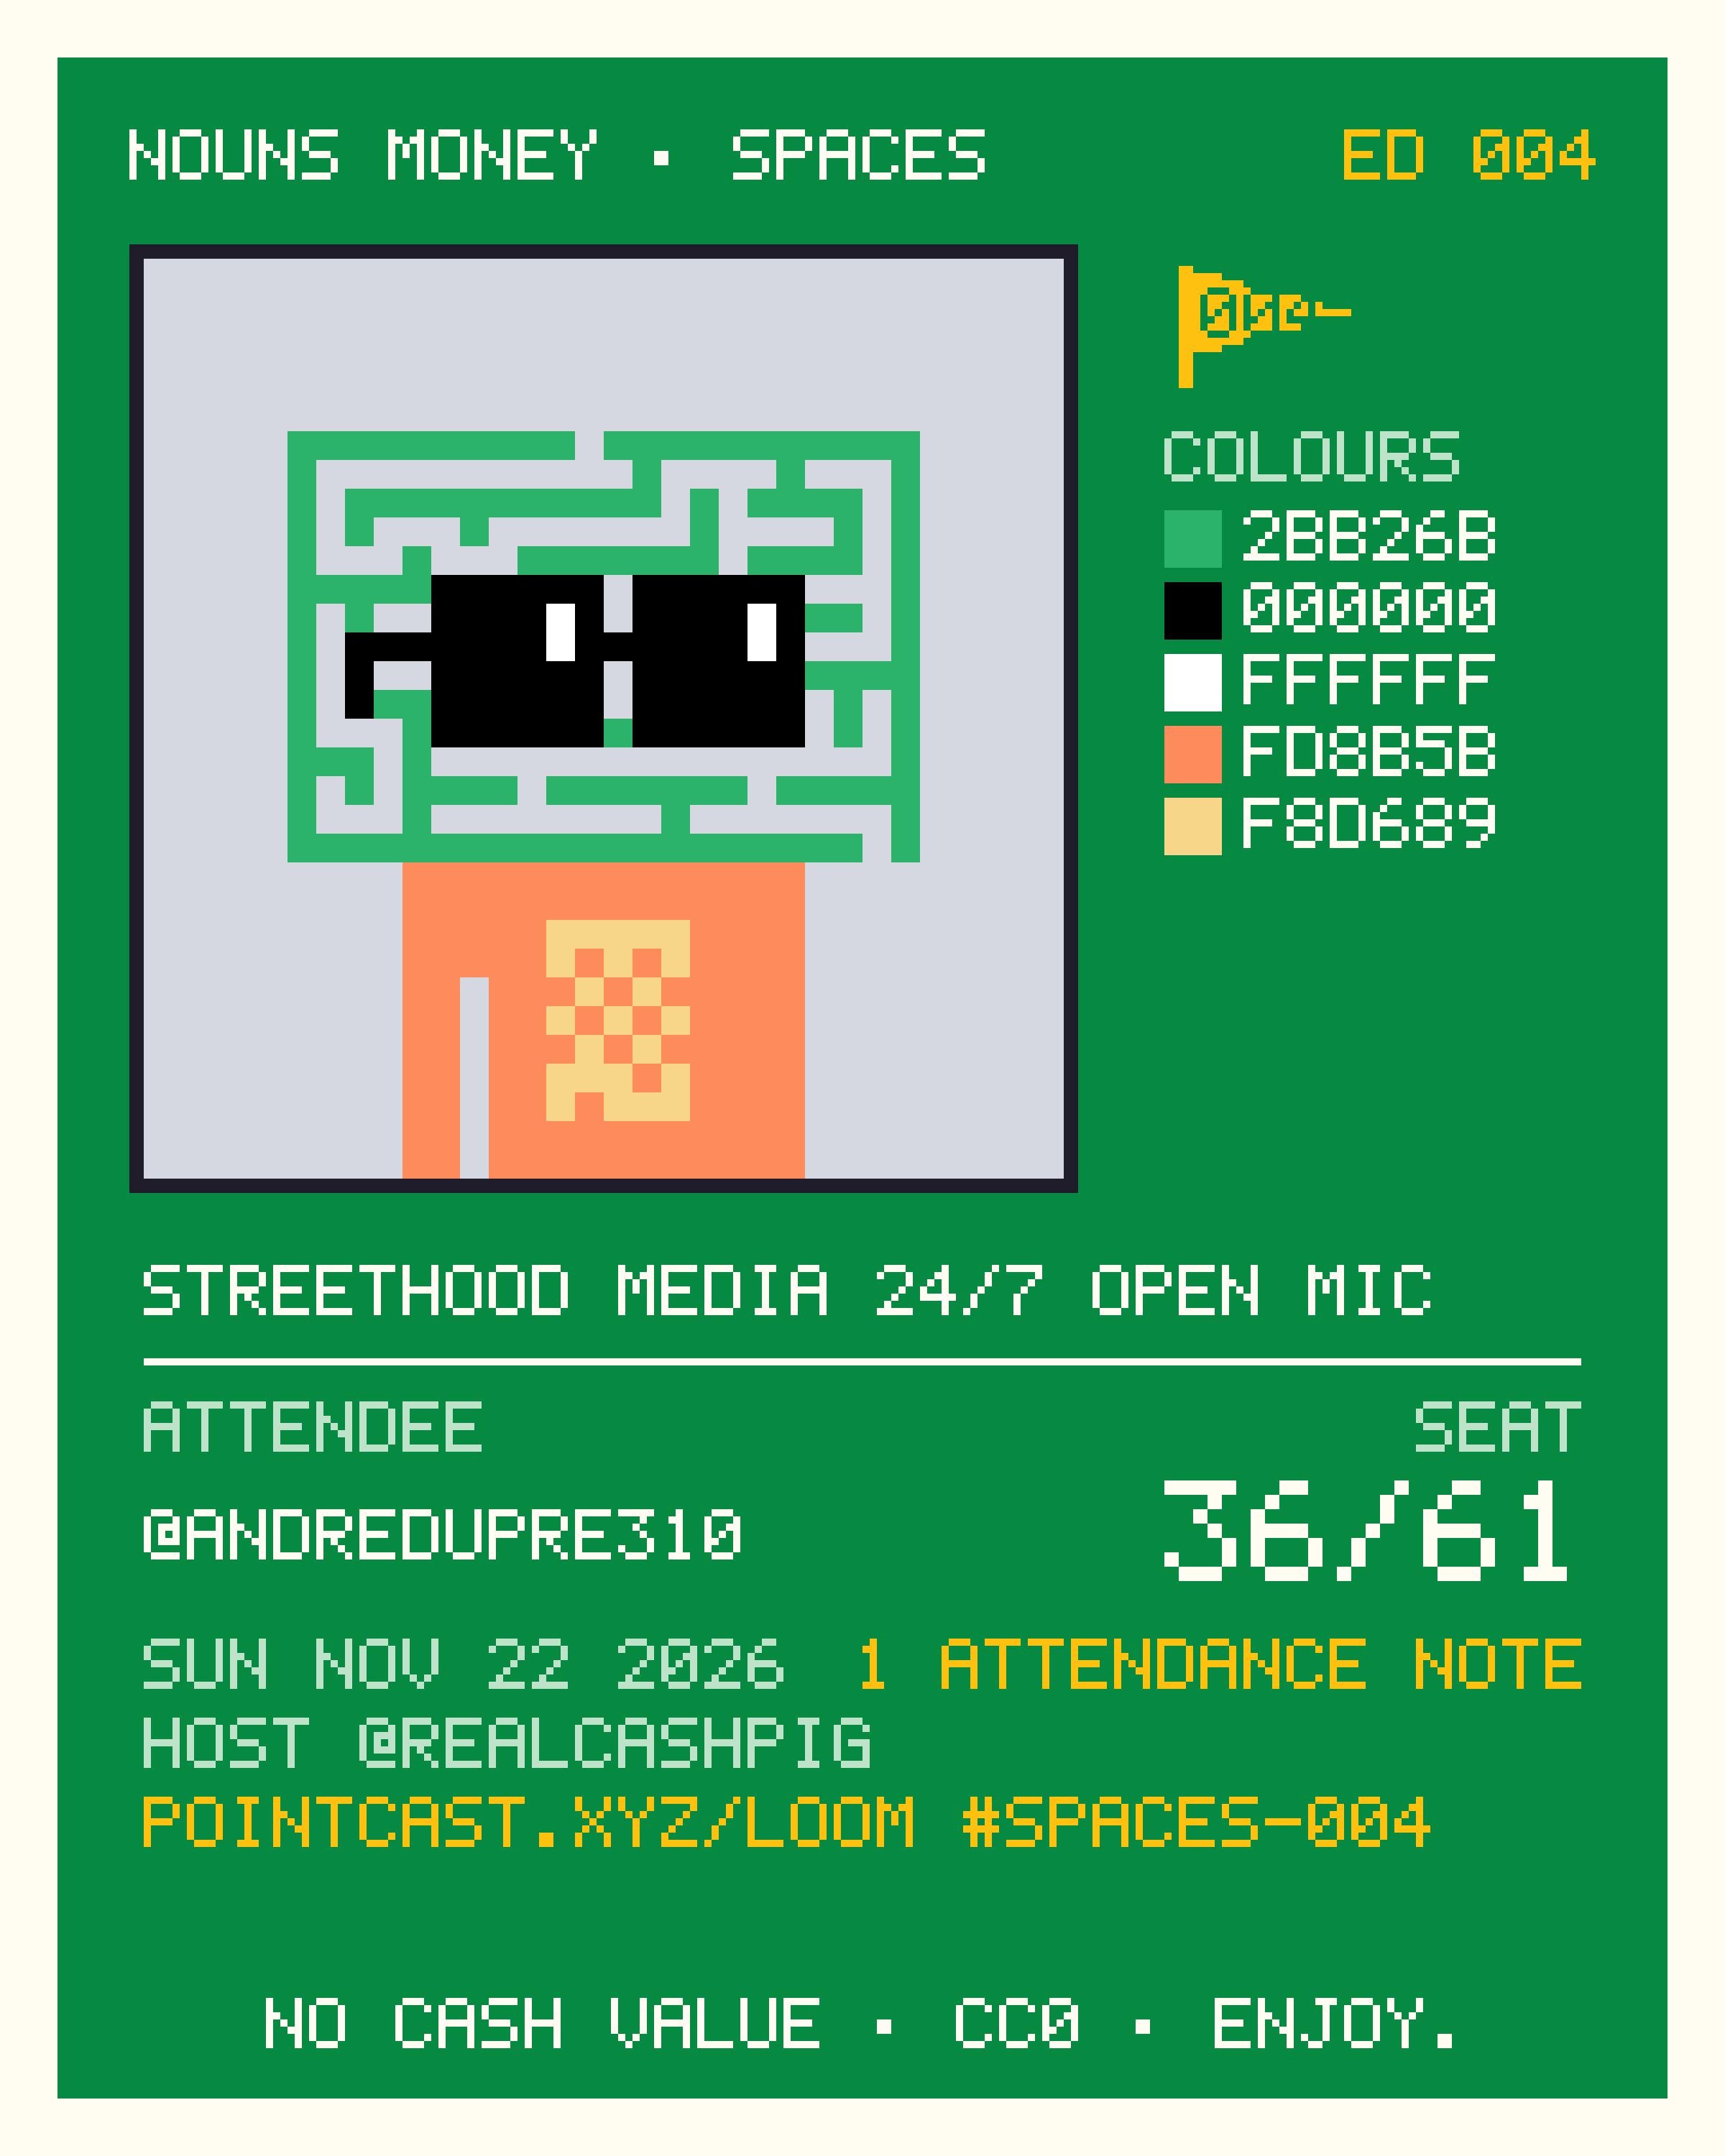 NOUNS MONEY · SPACES
ED 004
COLOURS
2BB26B
000000
FFFFFF
FD8B5B
F8D689
STREETHOOD MEDIA 24/7 OPEN MIC
ATTENDEE
SEAT
@ANDREDUPRE310
36/61
SUN NOV 22 2026
1 ATTENDANCE NOTE
HOST @REALCASHPIG
POINTCAST.XYZ/LOOM #SPACES-004
NO CASH VALUE · CC0 · ENJOY.